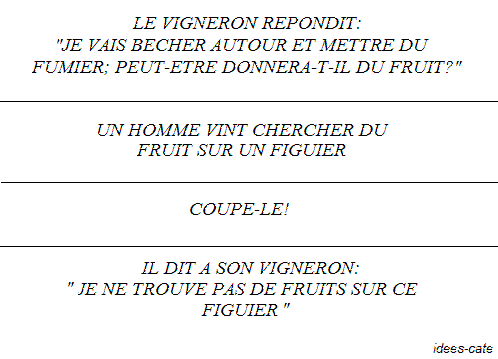 LE VIGNERON REPONDIT:
"JE VAIS BECHER AUTOUR ET METTRE DU
FUMIER; PEUT-ETRE DONNERA-T-IL DU FRUIT?"
UN HOMME VINT CHERCHER DU
FRUIT SUR UN FIGUIER
COUPE-LE!
IL DIT A SON VIGNERON:
" JE NE TROUVE PAS DE FRUITS SUR CE
FIGUIER "
idees-cate